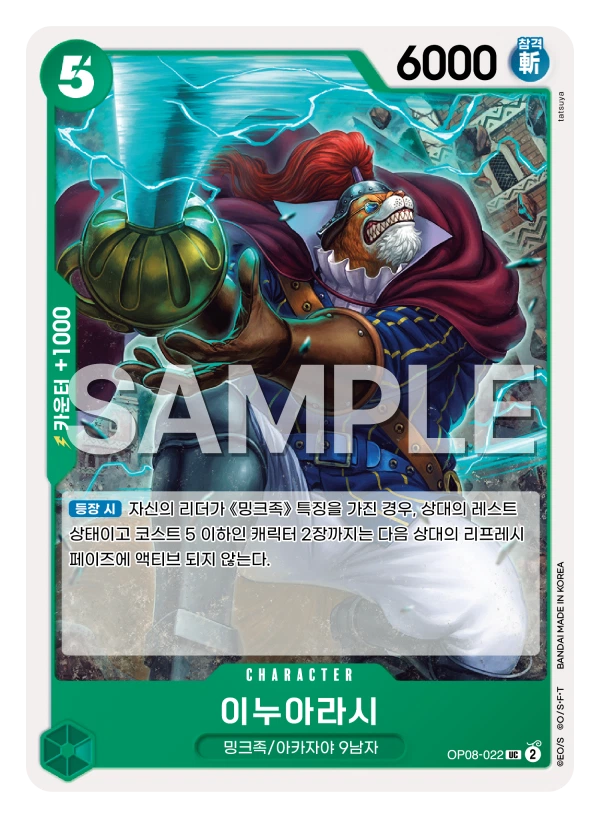 5
6000
참격
斬
tatsuya
카운터 +1000
SAMPLE
등장 시 자신의 리더가 《밍크족》 특징을 가진 경우, 상대의 레스트
상태이고 코스트 5 이하인 캐릭터 2장까지는 다음 상대의 리프레시
페이즈에 액티브 되지 않는다.
CHARACTER
이누아라시
밍크족/아카자야 9남자
OP08-022 UC 2
©EO/S ©O/S·F·T BANDAI MADE IN KOREA